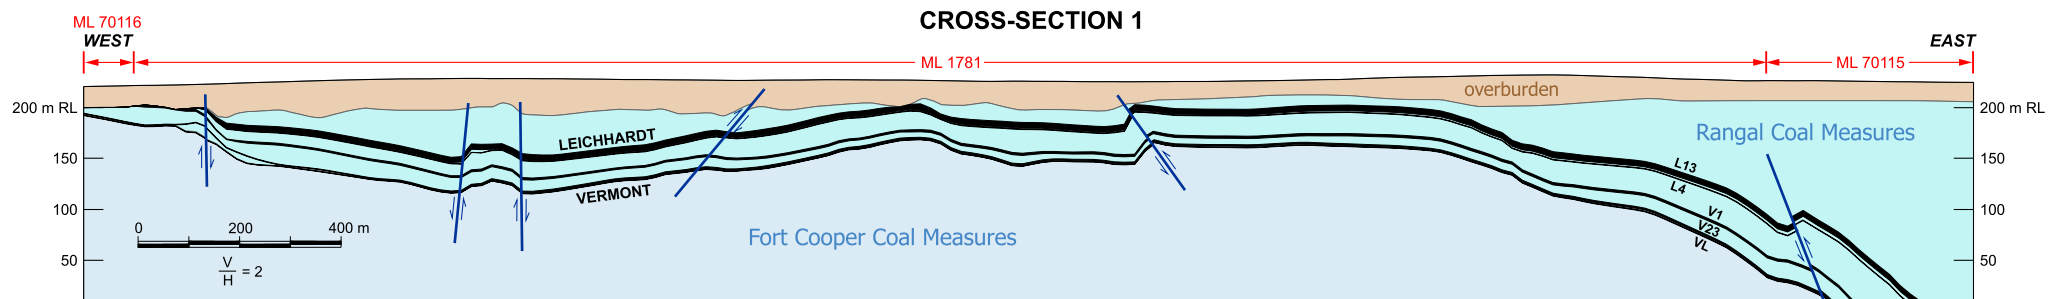 CROSS-SECTION 1
ML 70116
WEST
EAST
ML 1781
ML 70115
200 m RL
150
100
50
overburden
200 m RL
150
100
50
LEICHHARDT
VERMONT
Rangal Coal Measures
L13
L4
V1
V23
VL
Fort Cooper Coal Measures
0 200 400 m
V
H = 2